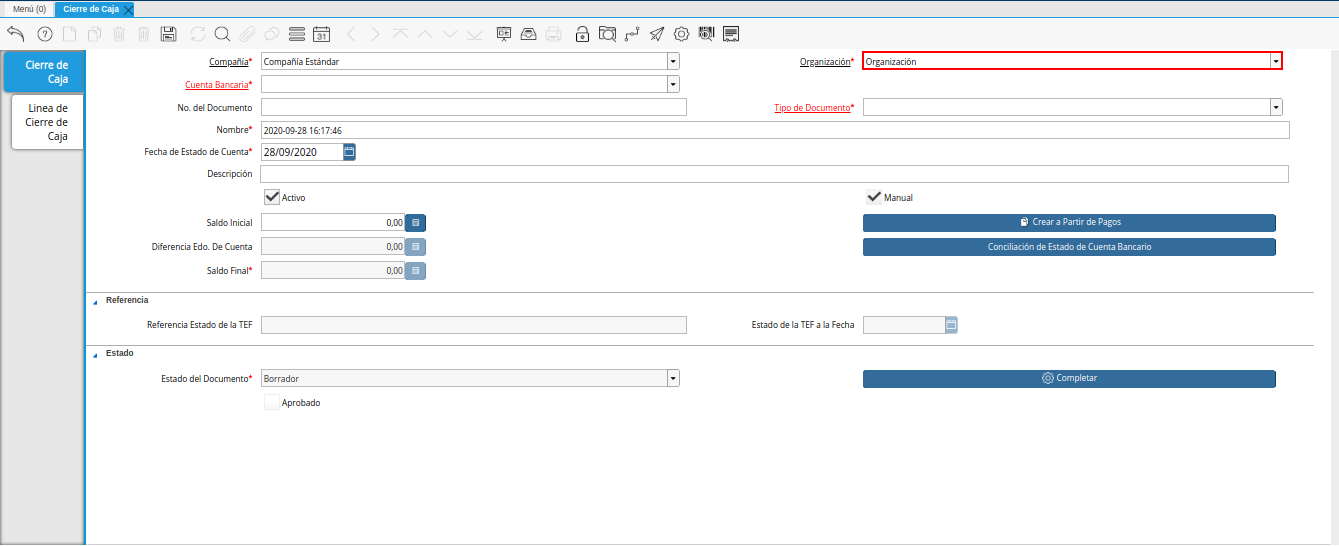 Menú (0)
Cierre de Caja
31
Cierre de
Caja
Linea de
Cierre de
Caja
Compañía* Compañía Estándar Organización* Organización
Cuenta Bancaria*
No. del Documento Tipo de Documento*
Nombre* 2020-09-28 16:17:46
Fecha de Estado de Cuenta* 28/09/2020
Descripción
Activo Manual
Saldo Inicial 0,00 Crear a Partir de Pagos
Diferencia Edo. De Cuenta 0,00 Conciliación de Estado de Cuenta Bancario
Saldo Final* 0,00
Referencia
Referencia Estado de la TEF Estado de la TEF a la Fecha
Estado
Estado del Documento* Borrador Completar
Aprobado